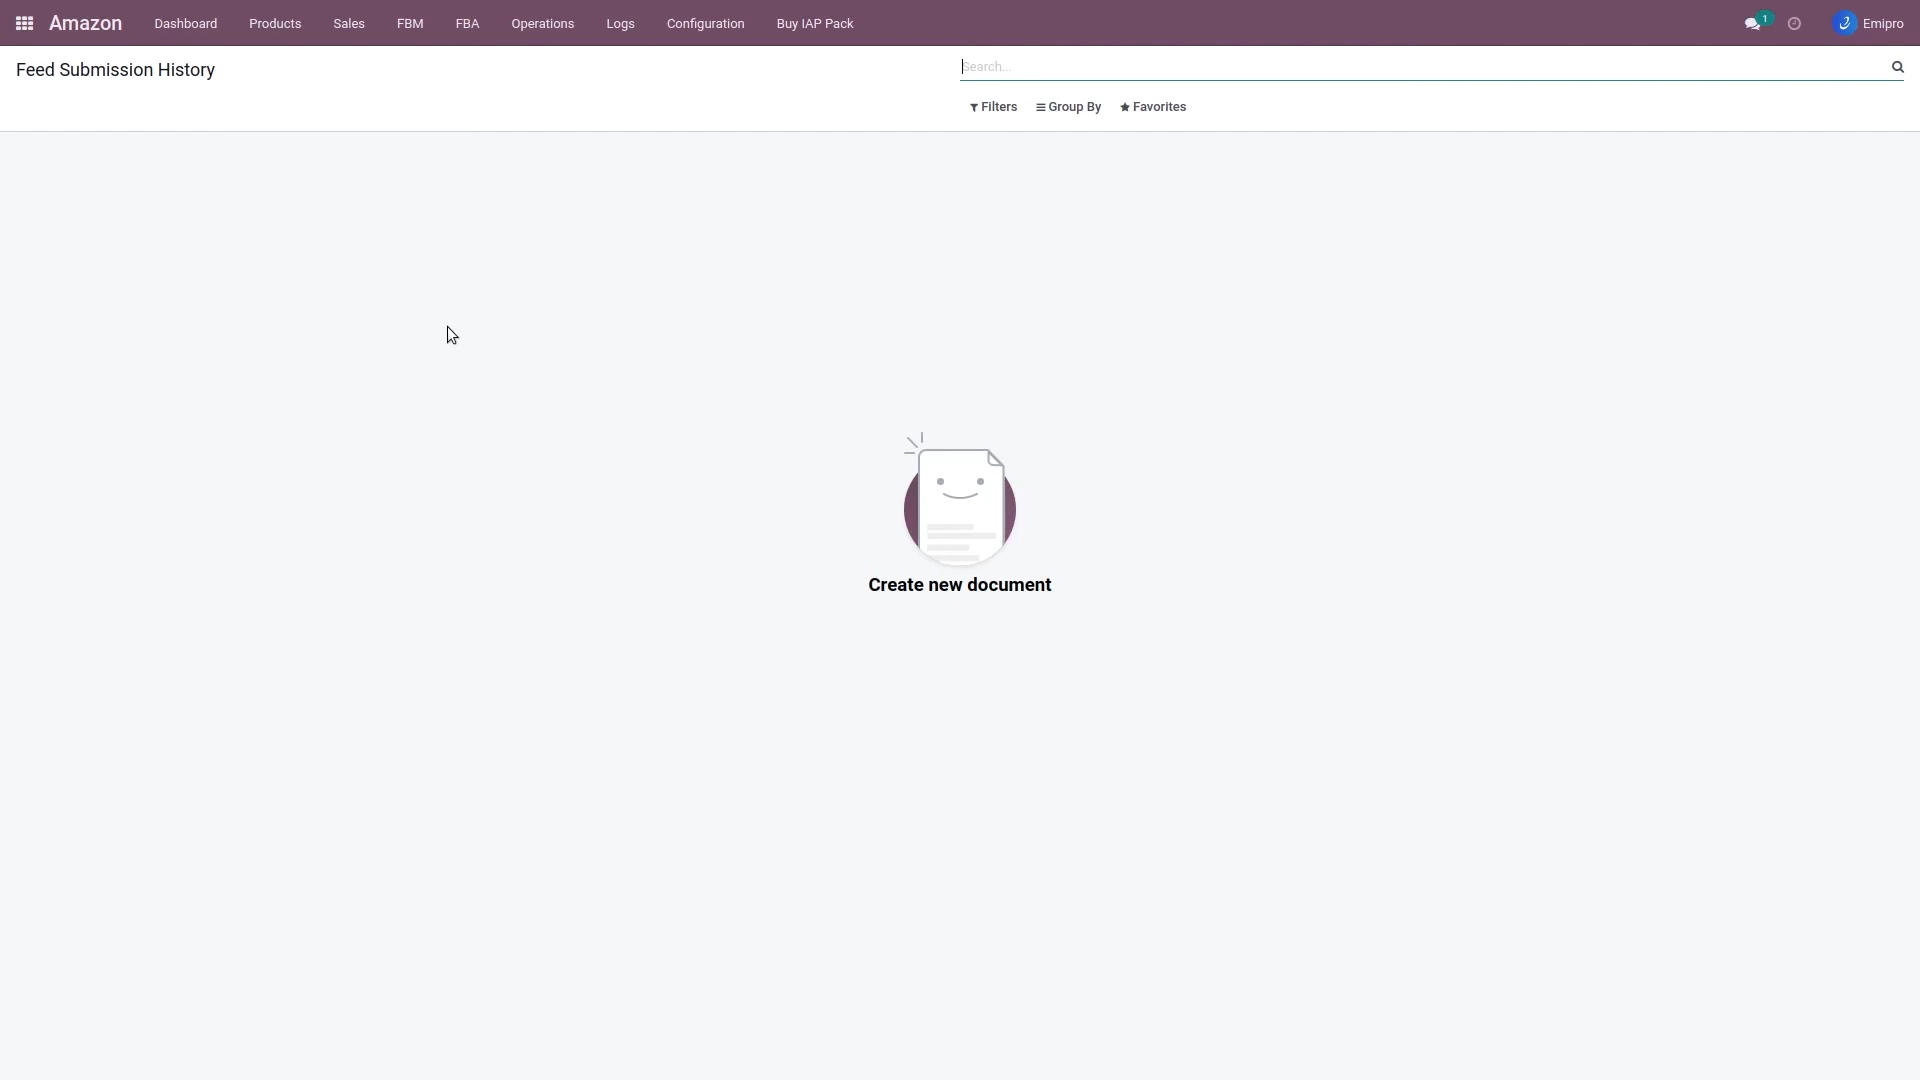 Amazon Dashboard Products Sales FBM FBA Operations Logs Configuration Buy IAP Pack 1 Emipro
Feed Submission History
Search...
Filters Group By Favorites
Create new document